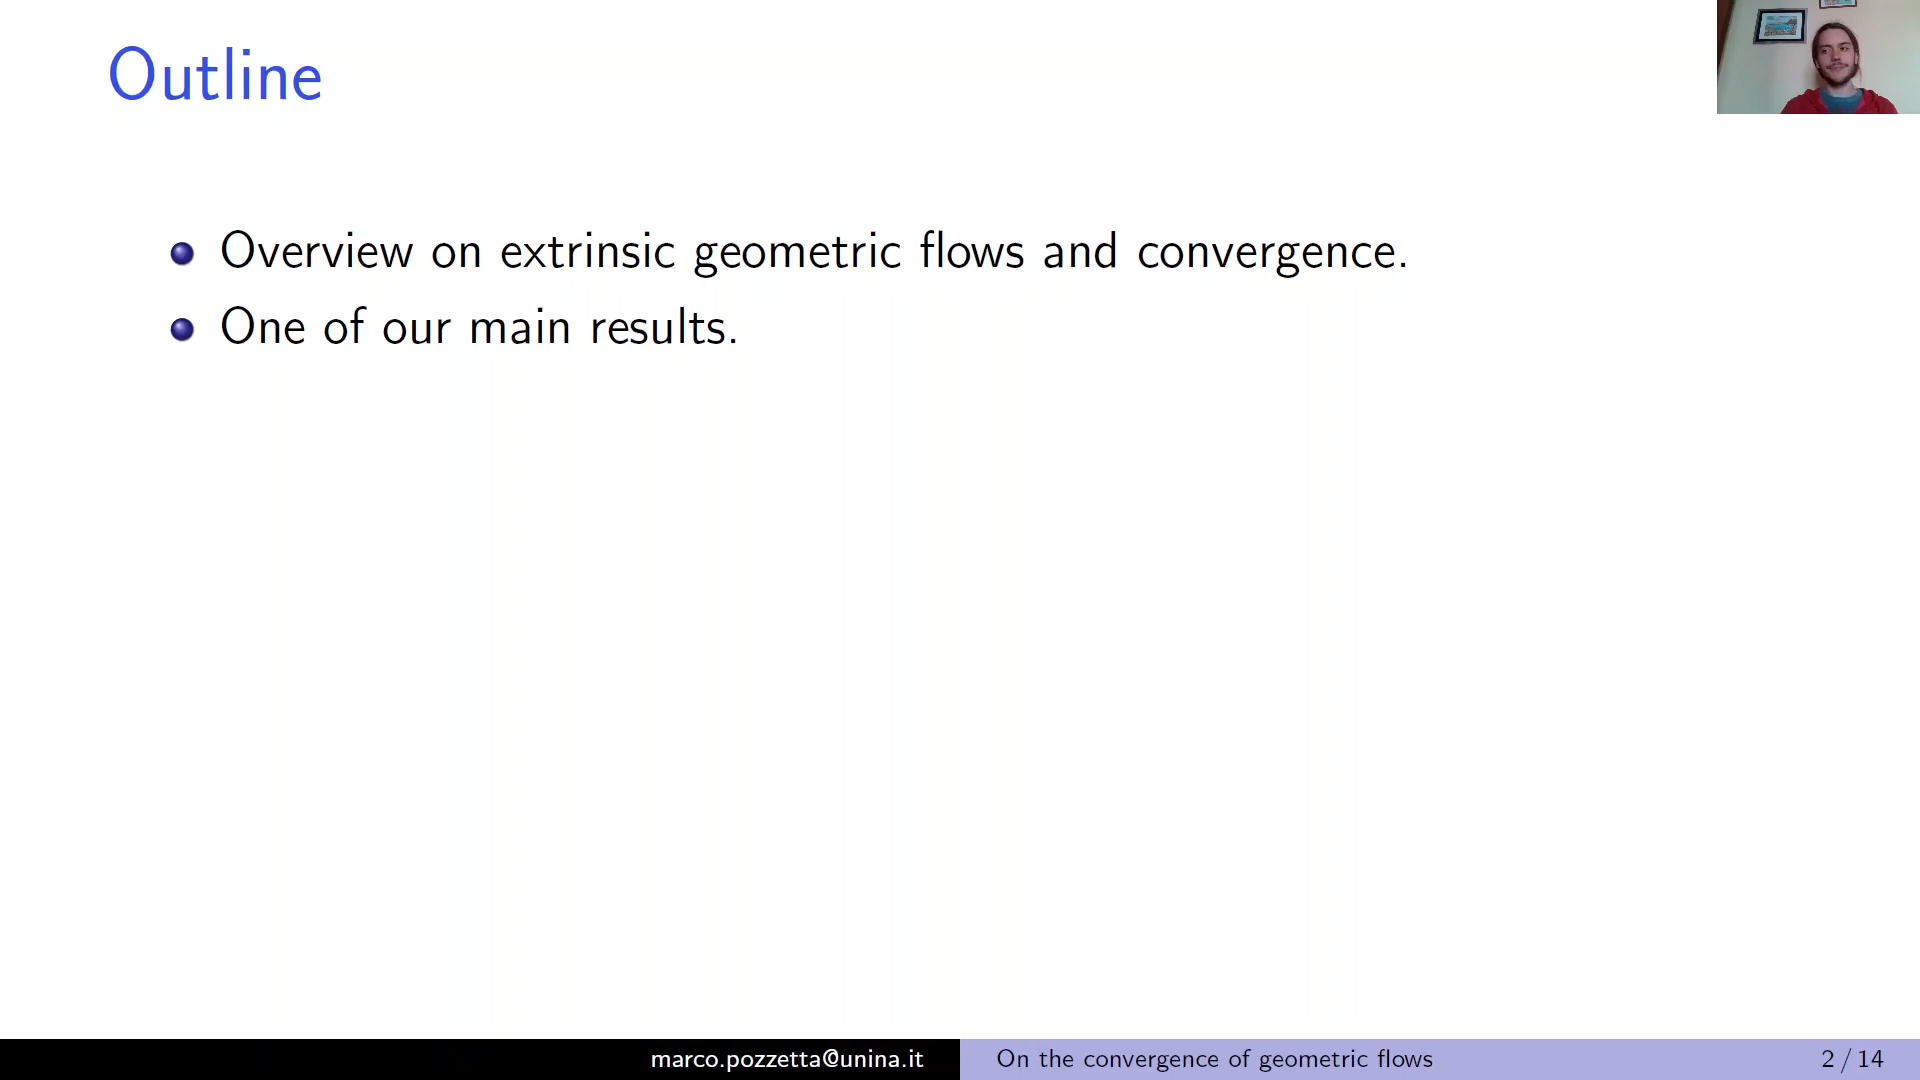 Outline
Overview on extrinsic geometric flows and convergence.
One of our main results.
marco.pozzetta@unina.it
On the convergence of geometric flows
2 / 14